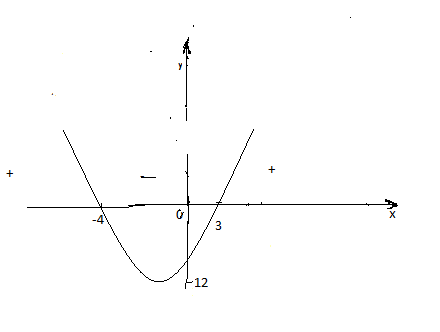 y
+ — +
-4 0 3 x
-12